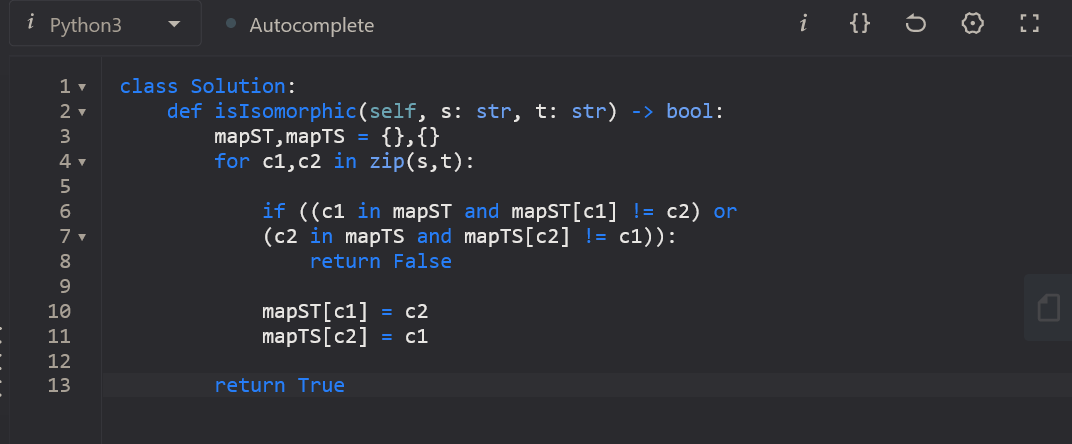 i Python3 Autocomplete i {}
1 class Solution:
2 def isIsomorphic(self, s: str, t: str) -> bool:
3 mapST,mapTS = {},{}
4 for c1,c2 in zip(s,t):
5
6 if ((c1 in mapST and mapST[c1] != c2) or
7 (c2 in mapTS and mapTS[c2] != c1)):
8 return False
9
10 mapST[c1] = c2
11 mapTS[c2] = c1
12
13 return True